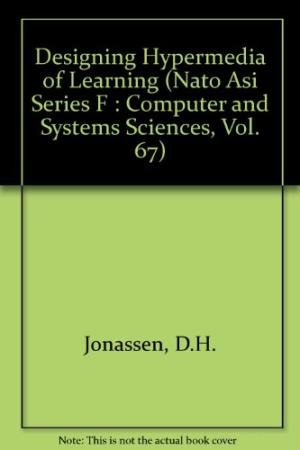 Designing Hypermedia
of Learning (Nato Asi
Series F : Computer and
Systems Sciences, Vol.
67)
Jonassen, D.H.
Note: This is not the actual book cover